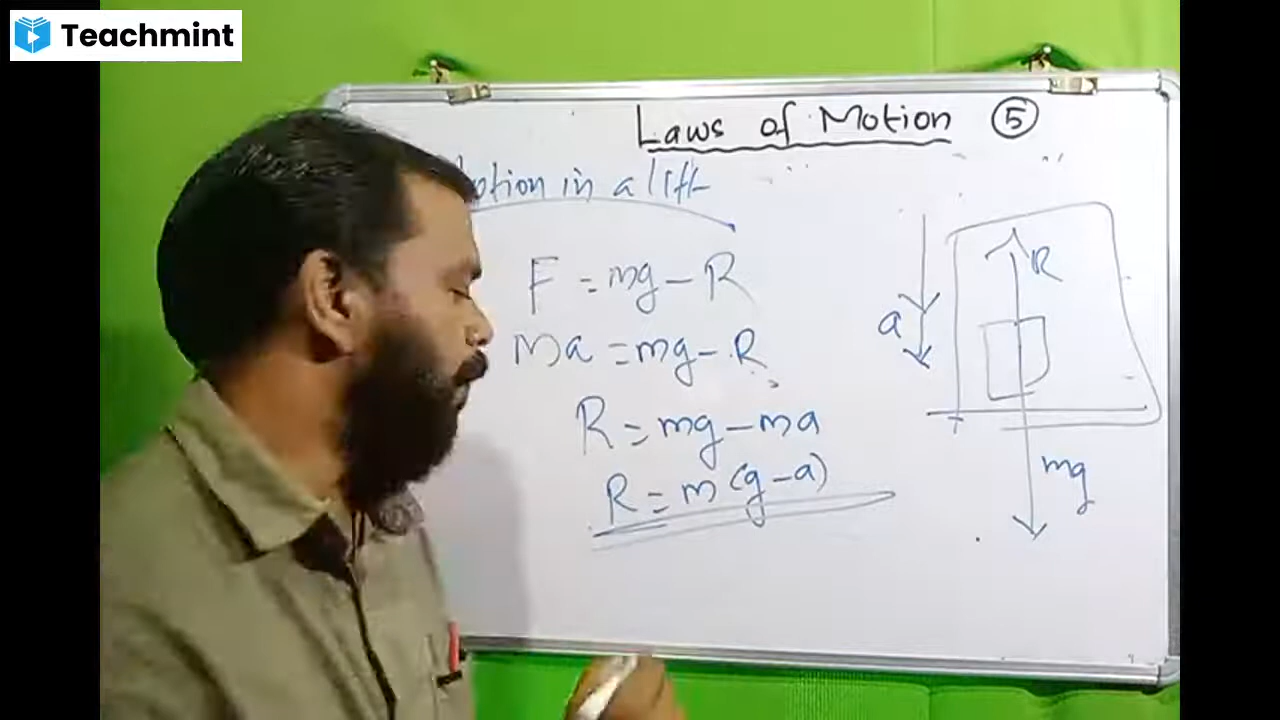 Teachmint
Laws of Motion ⑤
otion in a lift
F = mg - R
ma = mg - R
R = mg - ma
R = m(g-a)
a
R
mg